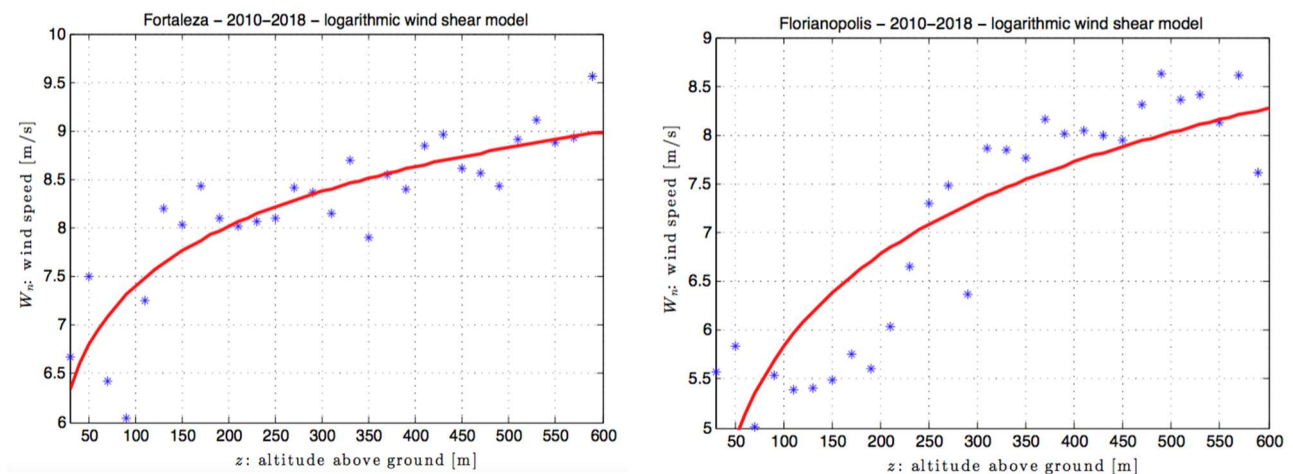 Fortaleza – 2010–2018 – logarithmic wind shear model
10
9.5
9
8.5
8
7.5
7
6.5
6
Wn: wind speed [m/s]
50 100 150 200 250 300 350 400 450 500 550 600
z: altitude above ground [m]
Florianopolis – 2010–2018 – logarithmic wind shear model
9
8.5
8
7.5
7
6.5
6
5.5
5
Wn: wind speed [m/s]
50 100 150 200 250 300 350 400 450 500 550 600
z: altitude above ground [m]